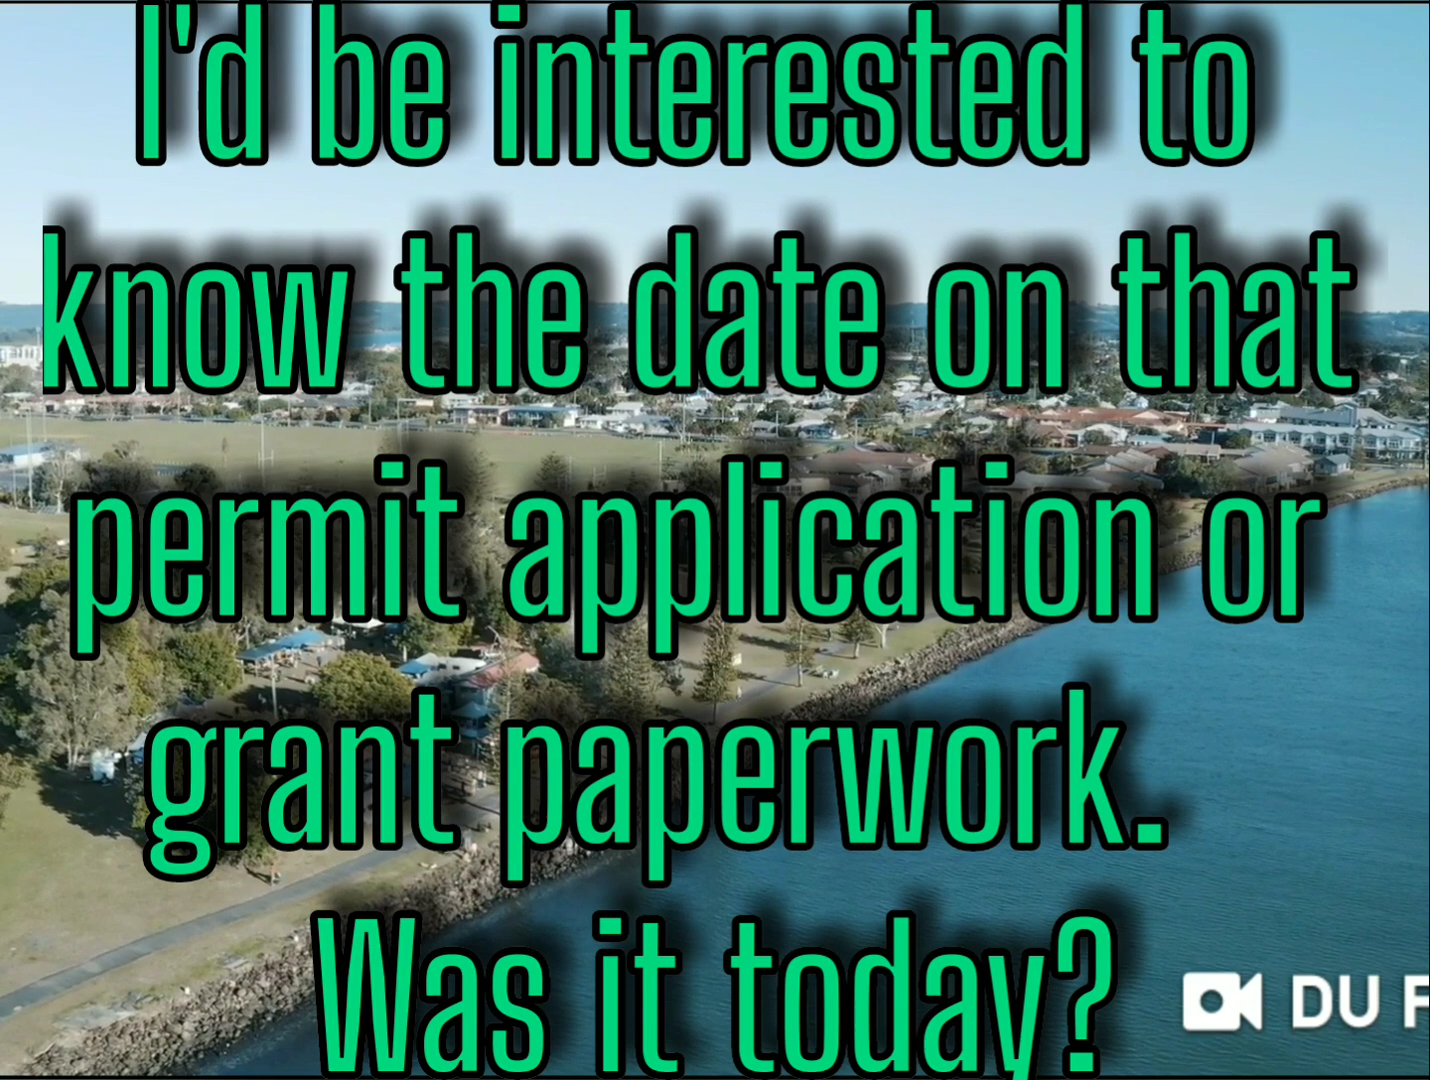 I'd be interested to
know the date on that
permit application or
grant paperwork.
Was it today?
DU F